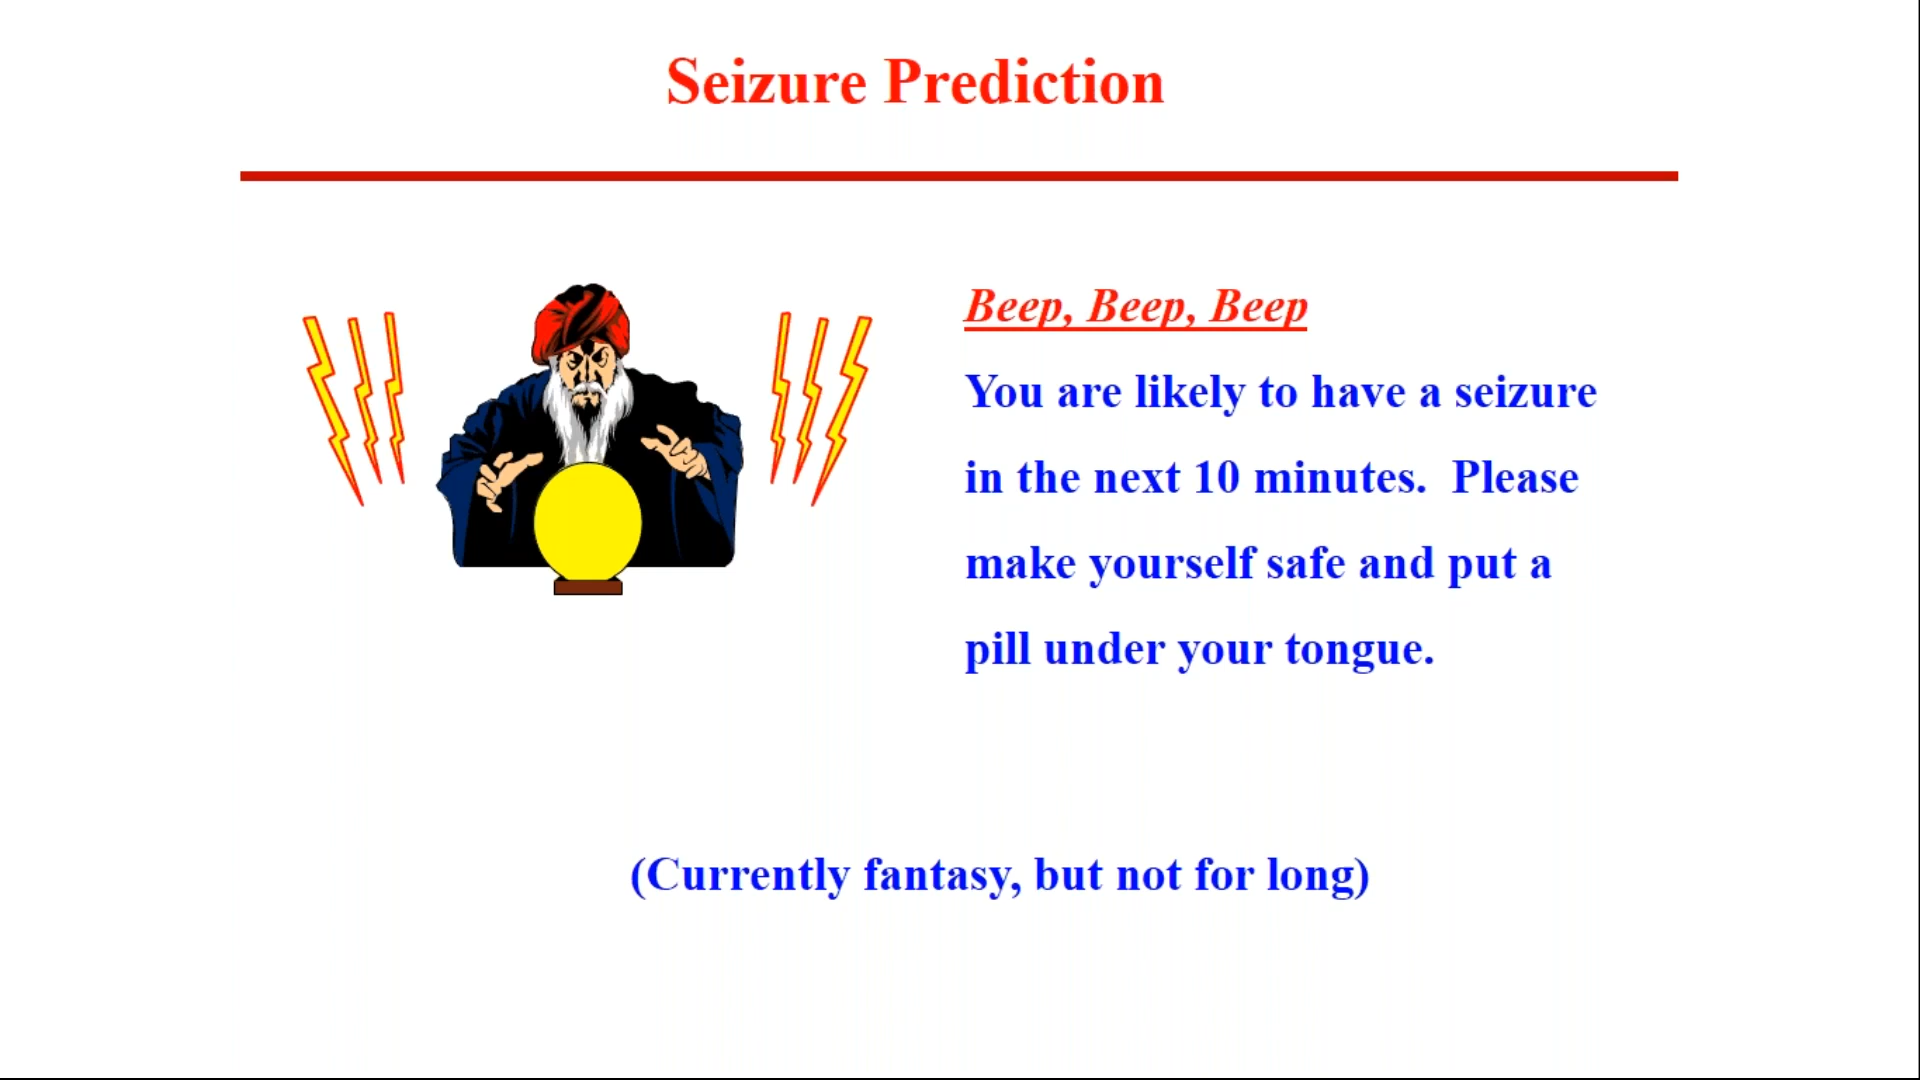 Seizure Prediction
Beep, Beep, Beep
You are likely to have a seizure
in the next 10 minutes.  Please
make yourself safe and put a
pill under your tongue.
(Currently fantasy, but not for long)